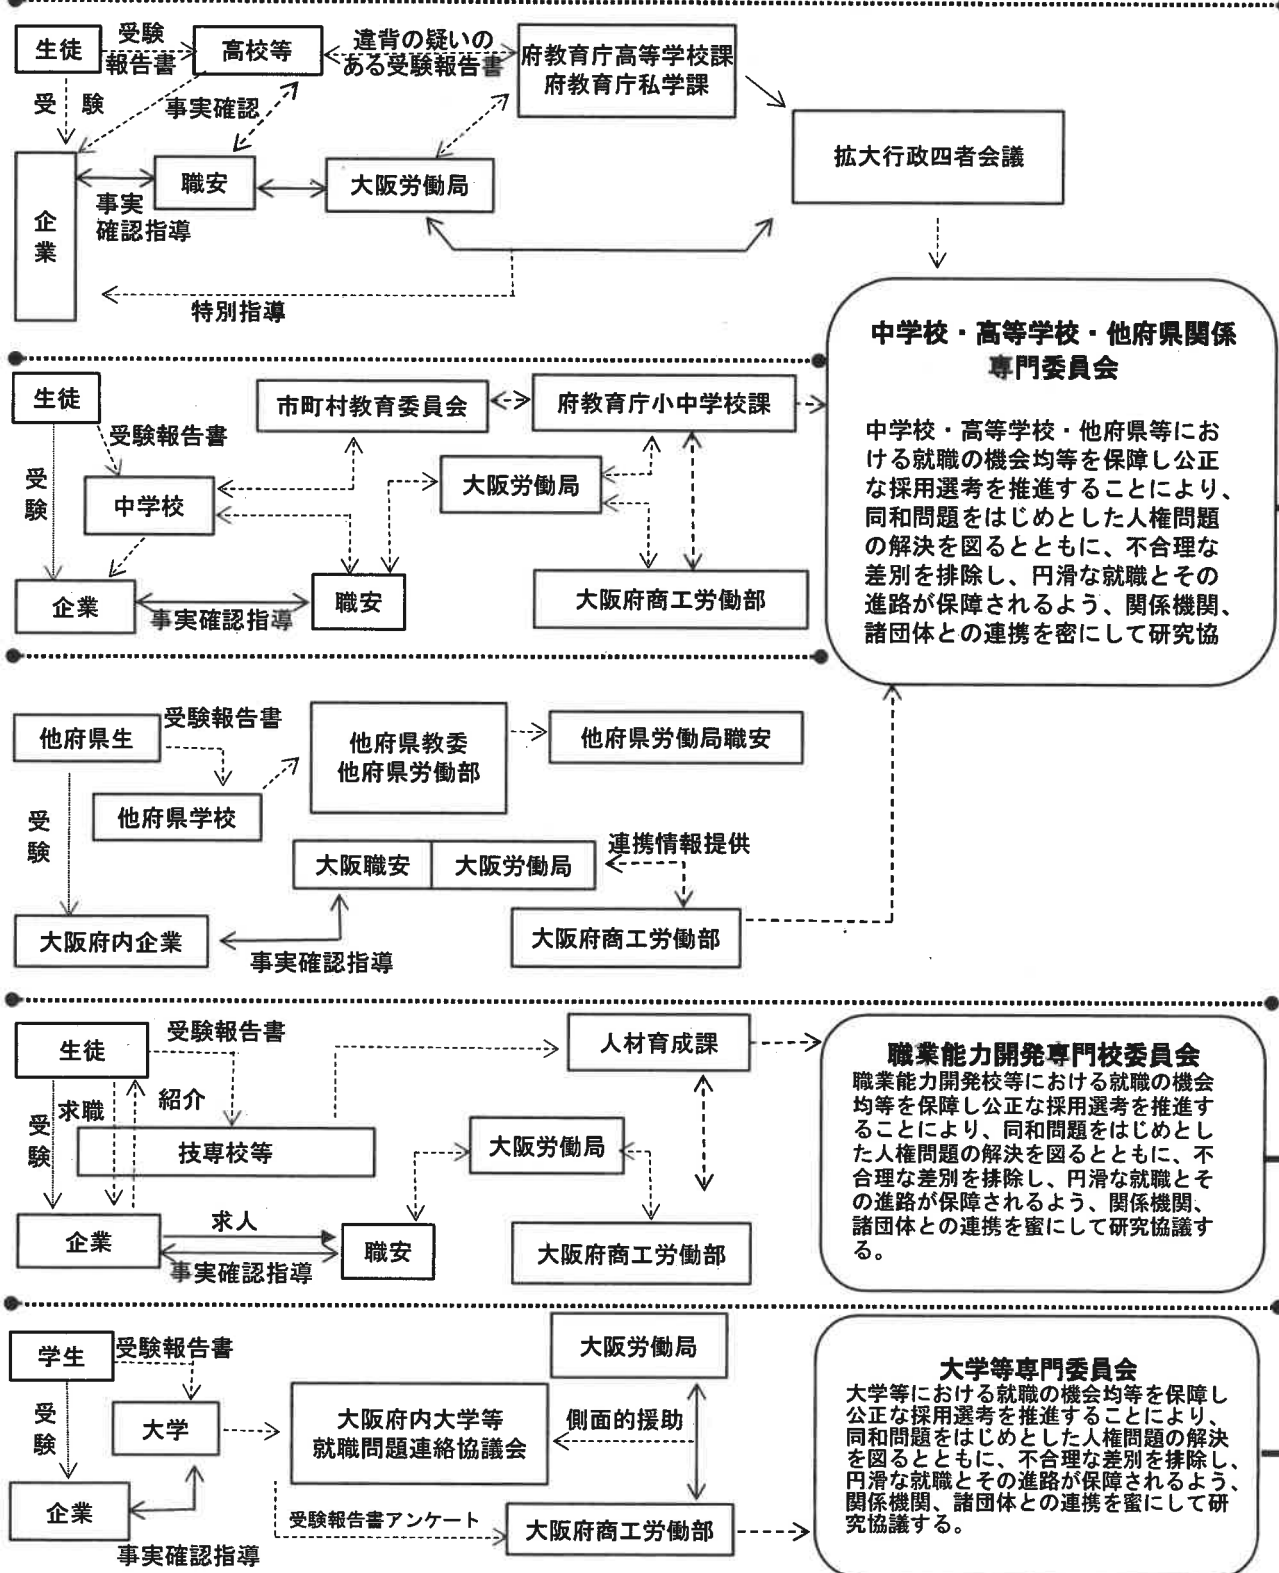 生徒
受験
報告書
高校等
違背の疑いの
ある受験報告書
府教育庁高等学校課
府教育庁私学課
受 験
事実確認
拡大行政四者会議
企業
職安
大阪労働局
事実
確認指導
特別指導
中学校・高等学校・他府県関係
専門委員会
中学校・高等学校・他府県等にお
ける就職の機会均等を保障し公正
な採用選考を推進することにより、
同和問題をはじめとした人権問題
の解決を図るとともに、不合理な
差別を排除し、円滑な就職とその
進路が保障されるよう、関係機関、
諸団体との連携を密にして研究協
生徒
受験報告書
市町村教育委員会
府教育庁小中学校課
受験
中学校
大阪労働局
企業
事実確認指導
職安
大阪府商工労働部
他府県生
受験報告書
他府県教委
他府県労働部
他府県労働局職安
他府県学校
受験
大阪職安
大阪労働局
連携情報提供
大阪府内企業
事実確認指導
大阪府商工労働部
生徒
受験報告書
人材育成課
受験
求職
紹介
技専校等
大阪労働局
企業
求人
事実確認指導
職安
大阪府商工労働部
職業能力開発専門校委員会
職業能力開発校等における就職の機会
均等を保障し公正な採用選考を推進す
ることにより、同和問題をはじめとし
た人権問題の解決を図るとともに、不
合理な差別を排除し、円滑な就職とそ
の進路が保障されるよう、関係機関、
諸団体との連携を蜜にして研究協議す
る。
学生
受験報告書
大阪労働局
受験
大学
大阪府内大学等
就職問題連絡協議会
側面的援助
企業
事実確認指導
受験報告書アンケート
大阪府商工労働部
大学等専門委員会
大学等における就職の機会均等を保障し
公正な採用選考を推進することにより、
同和問題をはじめとした人権問題の解決
を図るとともに、不合理な差別を排除し、
円滑な就職とその進路が保障されるよう、
関係機関、諸団体との連携を蜜にして研
究協議する。